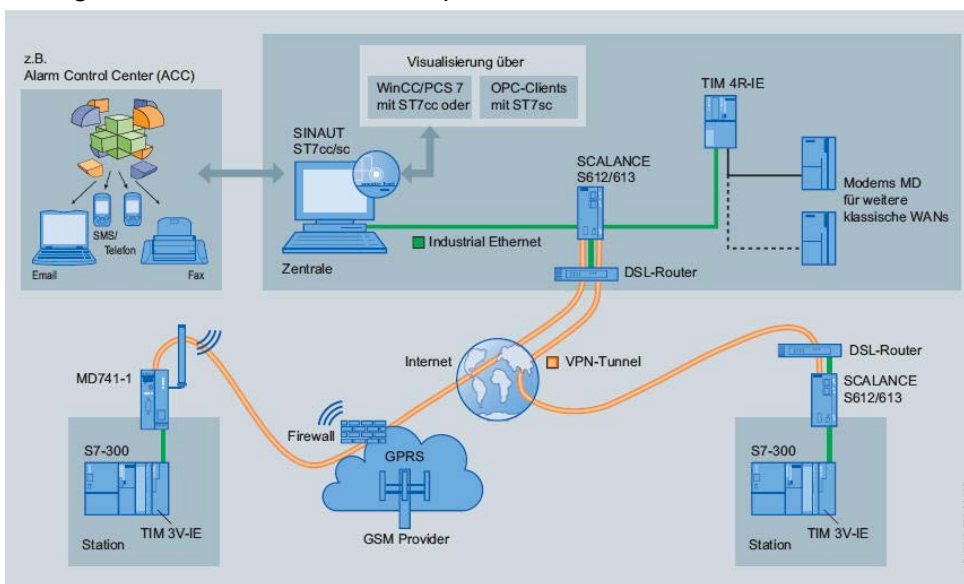 z.B.
Alarm Control Center (ACC)
SMS/
Telefon
Email
Fax
Visualisierung über
WinCC/PCS 7
mit ST7cc oder
OPC-Clients
mit ST7sc
SINAUT
ST7cc/sc
Zentrale
Industrial Ethernet
SCALANCE
S612/613
DSL-Router
TIM 4R-IE
Modems MD
für weitere
klassische WANs
MD741-1
S7-300
TIM 3V-IE
Station
Firewall
GPRS
GSM Provider
Internet
VPN-Tunnel
DSL-Router
SCALANCE
S612/613
S7-300
TIM 3V-IE
Station